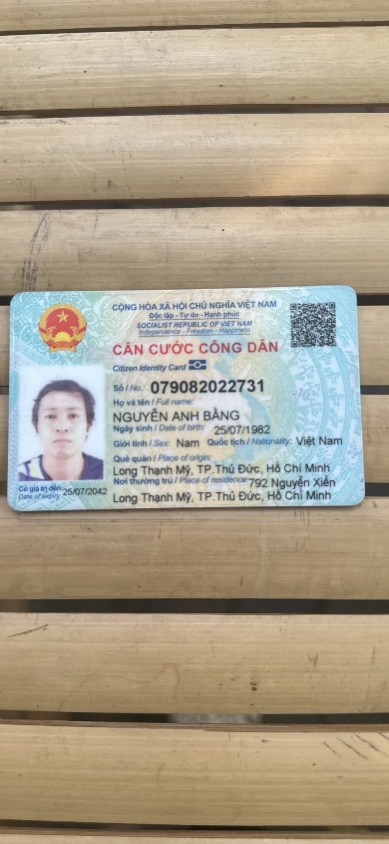 CỘNG HÒA XÃ HỘI CHỦ NGHĨA VIỆT NAM
Độc lập - Tự do - Hạnh phúc
SOCIALIST REPUBLIC OF VIET NAM
Independence - Freedom - Happiness
CĂN CƯỚC CÔNG DÂN
Citizen Identity Card
Số / No.: 079082022731
Họ và tên / Full name:
NGUYỄN ANH BẰNG
Ngày sinh / Date of birth: 25/07/1982
Giới tính / Sex: Nam Quốc tịch / Nationality: Việt Nam
Quê quán / Place of origin:
Long Thạnh Mỹ, TP.Thủ Đức, Hồ Chí Minh
Nơi thường trú / Place of residence: 792 Nguyễn Xiển
Long Thạnh Mỹ, TP.Thủ Đức, Hồ Chí Minh
Có giá trị đến: 25/07/2042
Date of expiry